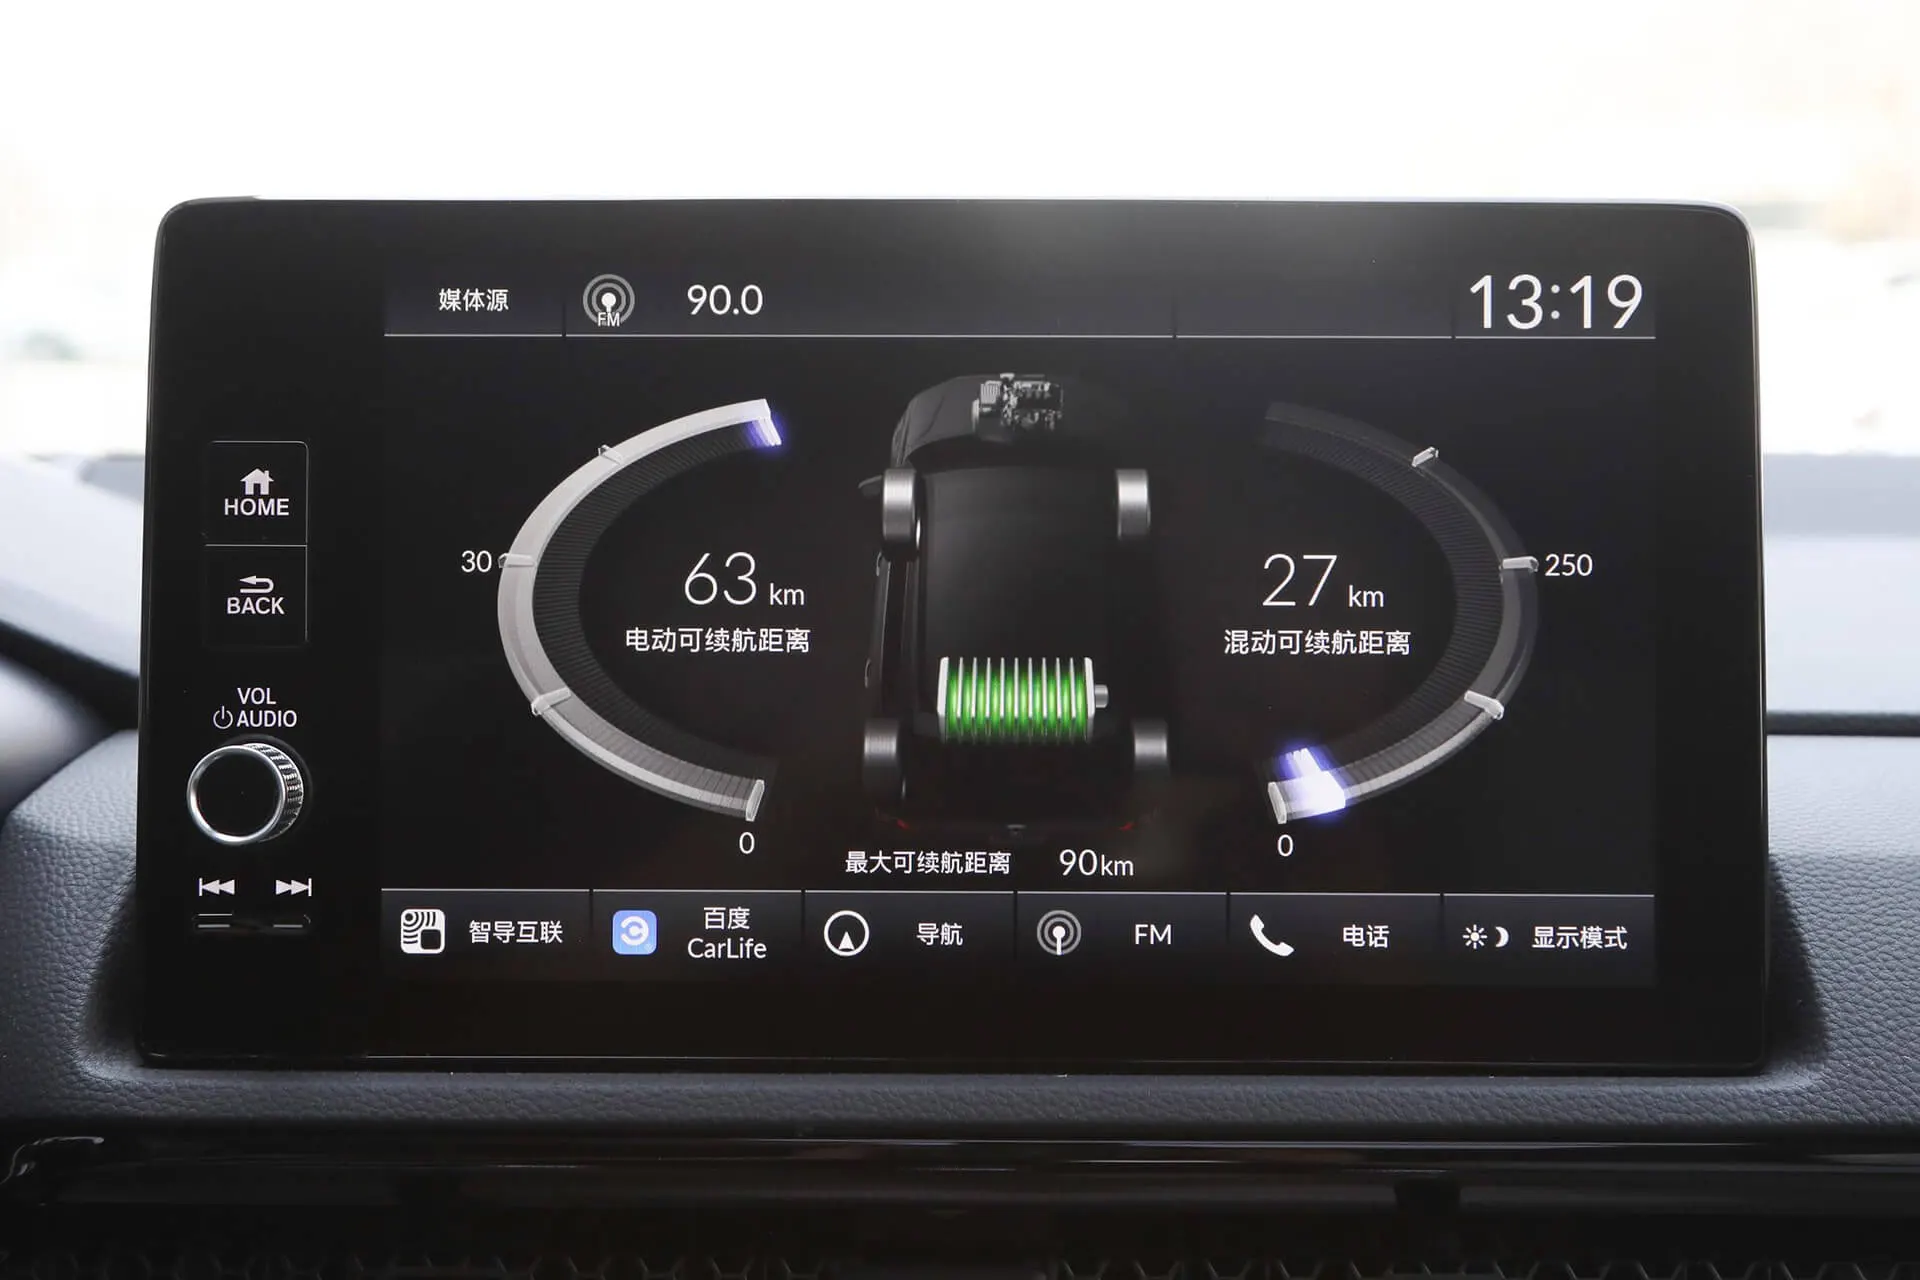 媒体源
FM
90.0
13:19
HOME
BACK
VOL
AUDIO
30
63 km
电动可续航距离
0
27 km
混动可续航距离
250
0
最大可续航距离 90km
智导互联
百度
CarLife
导航
FM
电话
显示模式